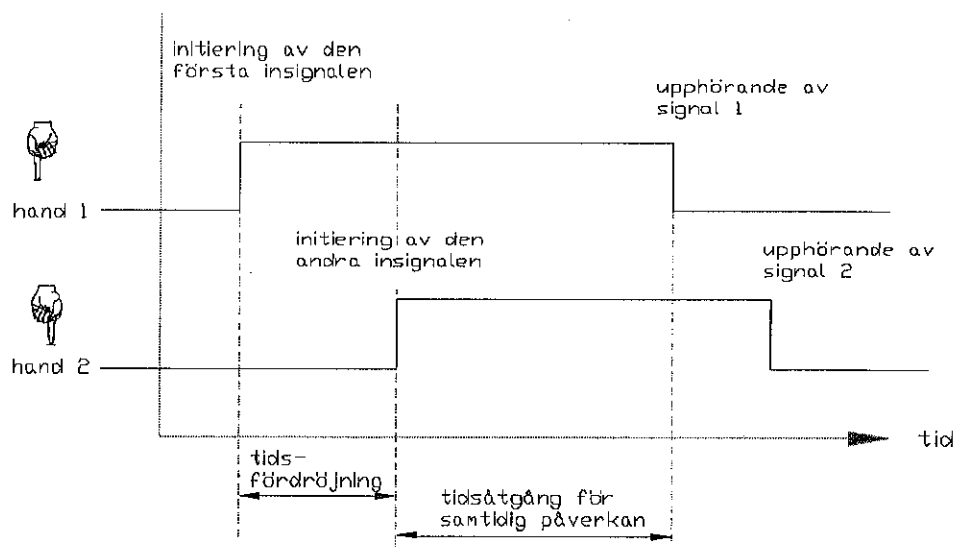 initiering av den
första insignalen
upphörande av
signal 1
hand 1
initiering av den
andra insignalen
upphörande av
signal 2
hand 2
tid
tids-
fördröjning
tidsåtgång för
samtidig påverkan